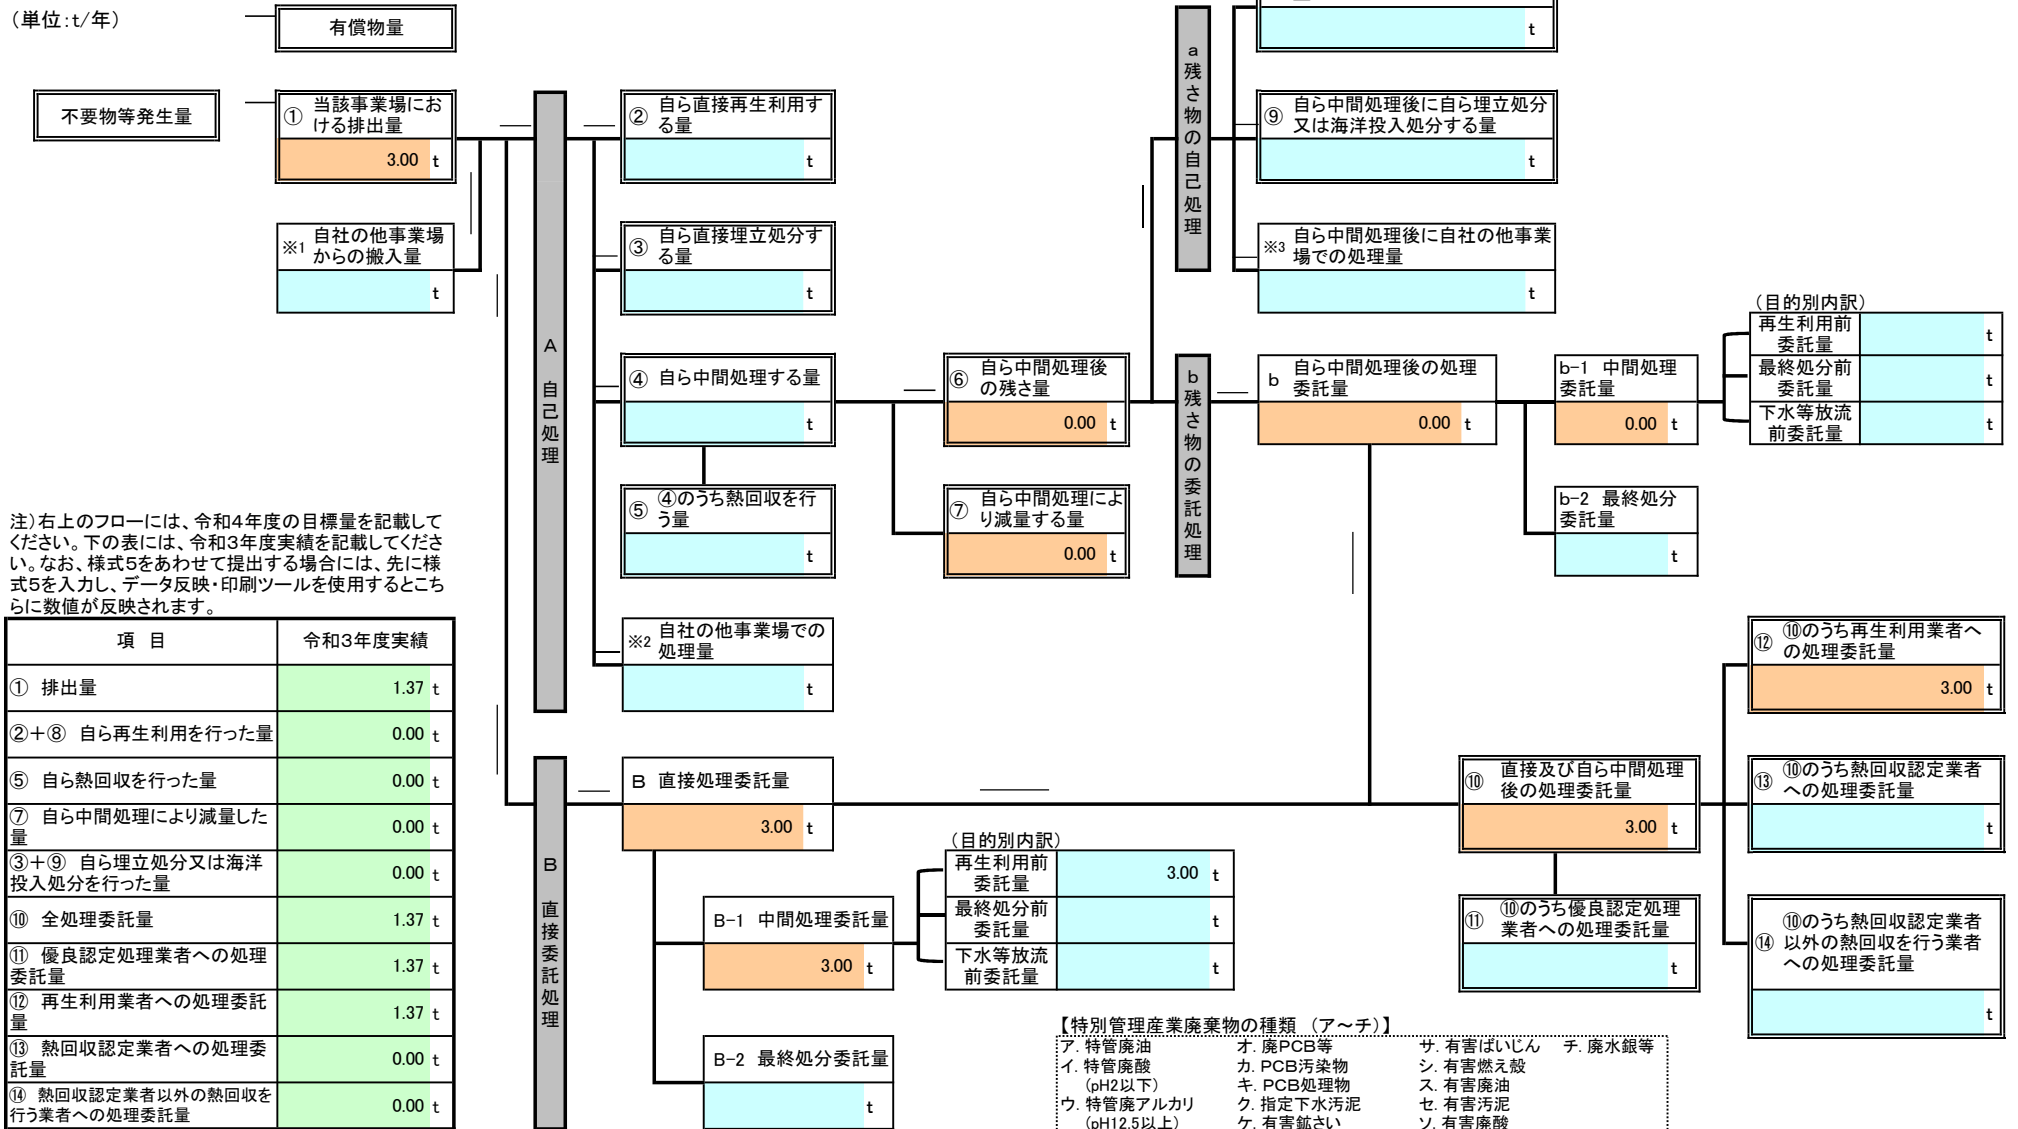 (単位:t/年)
有償物量
t
不要物等発生量
① 当該事業場にお
ける排出量
3.00 t
※1 自社の他事業場
からの搬入量
t
A 自己処理
② 自ら直接再生利用す
る量
t
③ 自ら直接埋立処分す
る量
t
④ 自ら中間処理する量
t
⑤ ④のうち熱回収を行
う量
t
※2 自社の他事業場での
処理量
t
⑥ 自ら中間処理後
の残さ量
0.00 t
⑦ 自ら中間処理によ
り減量する量
0.00 t
a残さ物の自己処理
⑨ 自ら中間処理後に自ら埋立処分
又は海洋投入処分する量
t
※3 自ら中間処理後に自社の他事業
場での処理量
t
b残さ物の委託処理
b 自ら中間処理後の処理
委託量
0.00 t
b-1 中間処理
委託量
0.00 t
b-2 最終処分
委託量
t
(目的別内訳)
再生利用前
委託量 t
最終処分前
委託量 t
下水等放流
前委託量 t
注)右上のフローには、令和4年度の目標量を記載して
ください。下の表には、令和3年度実績を記載してくださ
い。なお、様式5をあわせて提出する場合には、先に様
式5を入力し、データ反映・印刷ツールを使用するとこち
らに数値が反映されます。
項 目 令和3年度実績
① 排出量 1.37 t
②+⑧ 自ら再生利用を行った量 0.00 t
⑤ 自ら熱回収を行った量 0.00 t
⑦ 自ら中間処理により減量した
量 0.00 t
③+⑨ 自ら埋立処分又は海洋
投入処分を行った量 0.00 t
⑩ 全処理委託量 1.37 t
⑪ 優良認定処理業者への処理
委託量 1.37 t
⑫ 再生利用業者への処理委託
量 1.37 t
⑬ 熱回収認定業者への処理委
託量 0.00 t
⑭ 熱回収認定業者以外の熱回収を
行う業者への処理委託量 0.00 t
B 直接委託処理
B 直接処理委託量
3.00 t
B-1 中間処理委託量
3.00 t
B-2 最終処分委託量
t
(目的別内訳)
再生利用前
委託量 3.00 t
最終処分前
委託量 t
下水等放流
前委託量 t
⑩ 直接及び自ら中間処理
後の処理委託量
3.00 t
⑪ ⑩のうち優良認定処理
業者への処理委託量
t
⑫ ⑩のうち再生利用業者へ
の処理委託量
3.00 t
⑬ ⑩のうち熱回収認定業者
への処理委託量
t
⑭ ⑩のうち熱回収認定業者
以外の熱回収を行う業者
への処理委託量
t
【特別管理産業廃棄物の種類 (ア~チ)】
ア. 特管廃油 オ. 廃PCB等 サ. 有害ばいじん チ. 廃水銀等
イ. 特管廃酸 カ. PCB汚染物 シ. 有害燃え殻
(pH2以下) キ. PCB処理物 ス. 有害廃油
ウ. 特管廃アルカリ ク. 指定下水汚泥 セ. 有害汚泥
(pH12.5以上) ケ. 有害鉱さい ソ. 有害廃酸